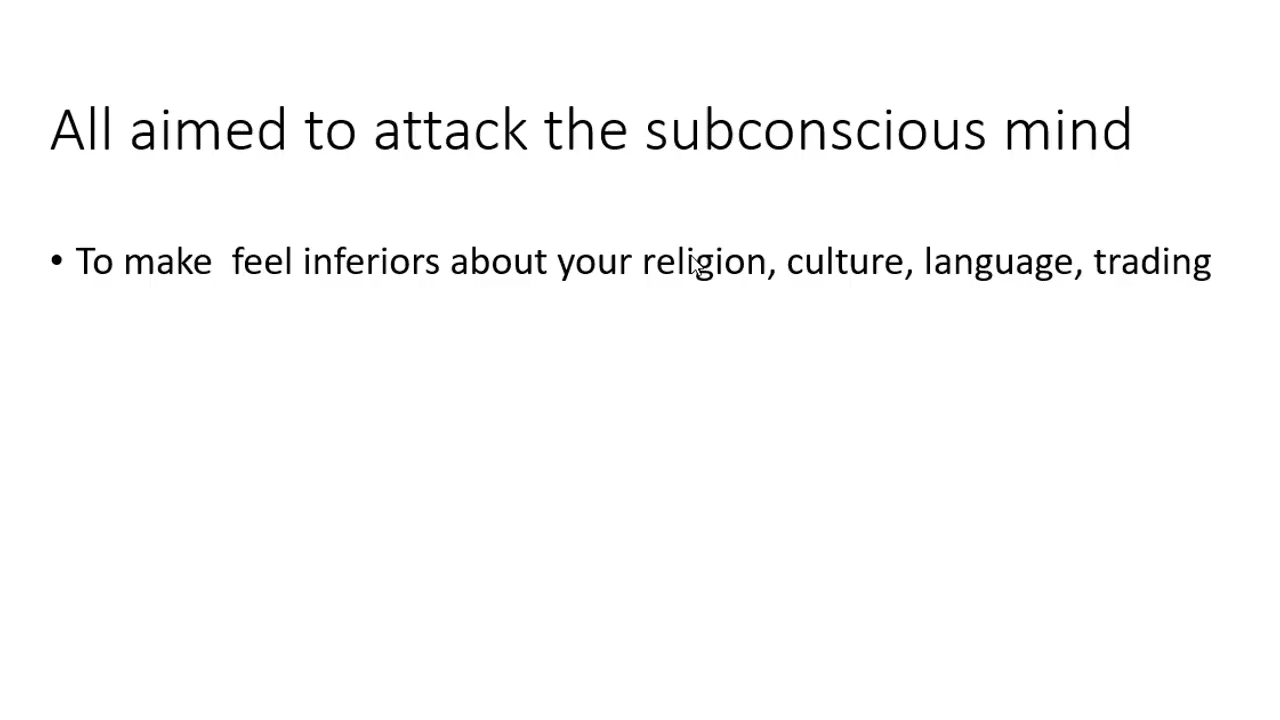 All aimed to attack the subconscious mind
• To make  feel inferiors about your religion, culture, language, trading